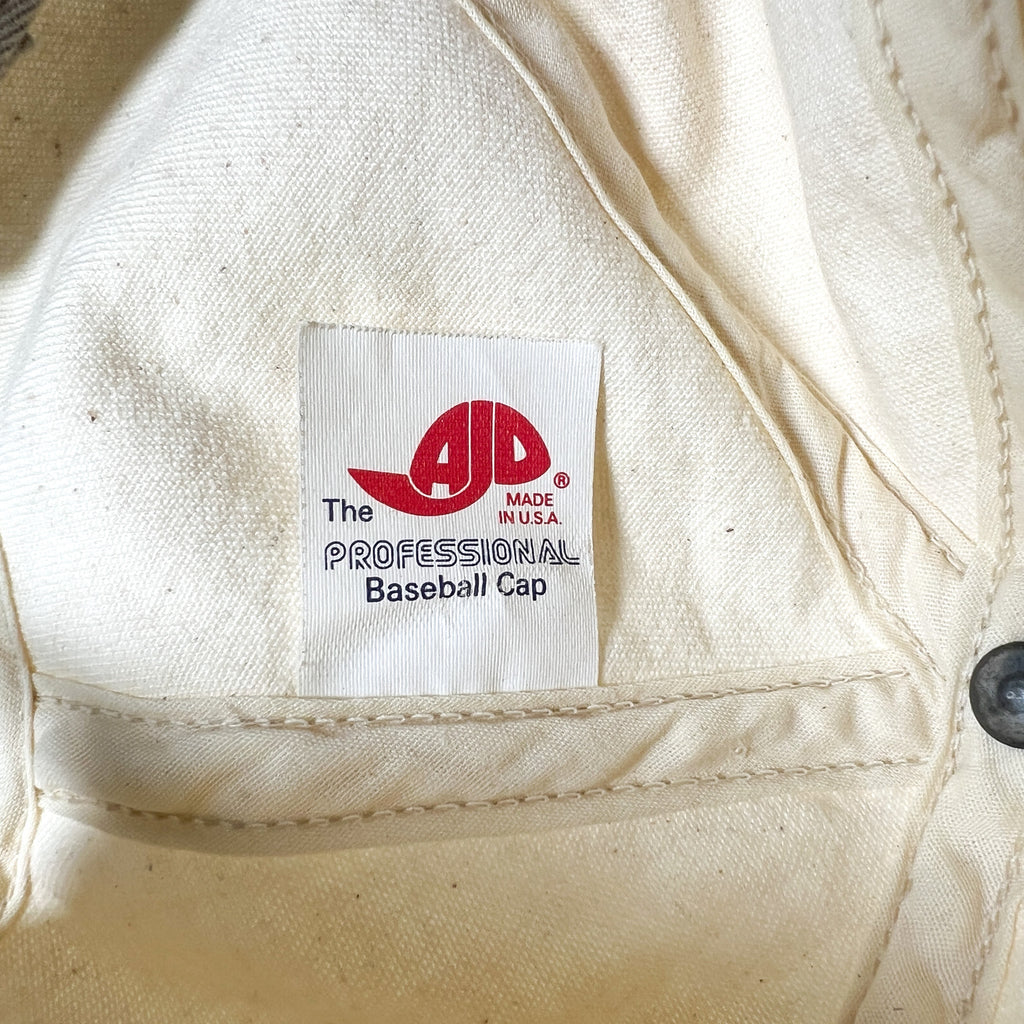 AJD®
MADE
The
IN U.S.A.
PROFESSIONAL
Baseball Cap